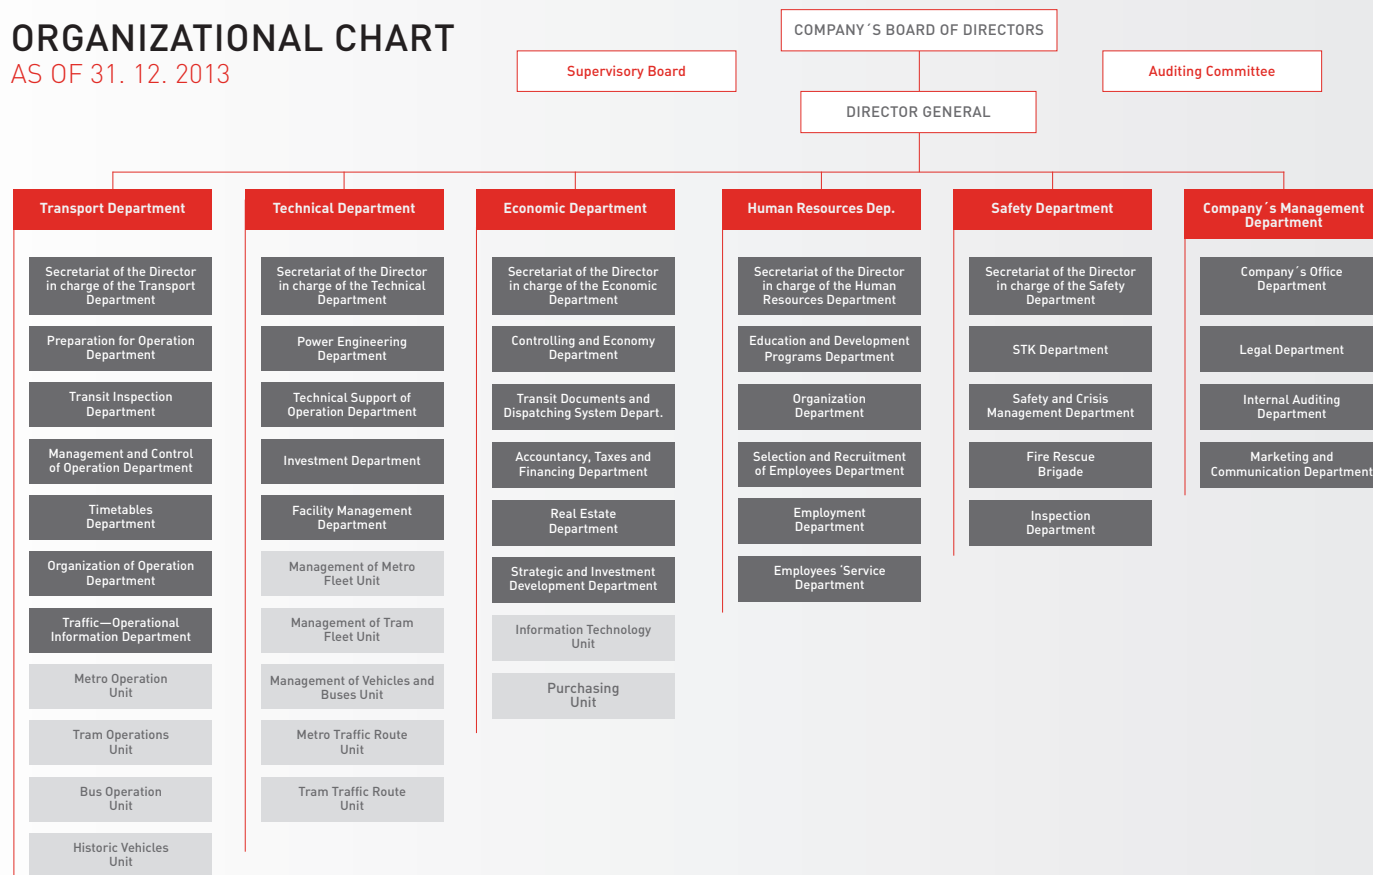 ORGANIZATIONAL CHART
AS OF 31. 12. 2013
COMPANY´S BOARD OF DIRECTORS
Supervisory Board
Auditing Committee
DIRECTOR GENERAL
Transport Department
Secretariat of the Director
in charge of the Transport
Department
Preparation for Operation
Department
Transit Inspection
Department
Management and Control
of Operation Department
Timetables
Department
Organization of Operation
Department
Traffic—Operational
Information Department
Metro Operation
Unit
Tram Operations
Unit
Bus Operation
Unit
Historic Vehicles
Unit
Technical Department
Secretariat of the Director
in charge of the Technical
Department
Power Engineering
Department
Technical Support of
Operation Department
Investment Department
Facility Management
Department
Management of Metro
Fleet Unit
Management of Tram
Fleet Unit
Management of Vehicles and
Buses Unit
Metro Traffic Route
Unit
Tram Traffic Route
Unit
Economic Department
Secretariat of the Director
in charge of the Economic
Department
Controlling and Economy
Department
Transit Documents and
Dispatching System Depart.
Accountancy, Taxes and
Financing Department
Real Estate
Department
Strategic and Investment
Development Department
Information Technology
Unit
Purchasing
Unit
Human Resources Dep.
Secretariat of the Director
in charge of the Human
Resources Department
Education and Development
Programs Department
Organization
Department
Selection and Recruitment
of Employees Department
Employment
Department
Employees ´Service
Department
Safety Department
Secretariat of the Director
in charge of the Safety
Department
STK Department
Safety and Crisis
Management Department
Fire Rescue
Brigade
Inspection
Department
Company´s Management
Department
Company´s Office
Department
Legal Department
Internal Auditing
Department
Marketing and
Communication Department